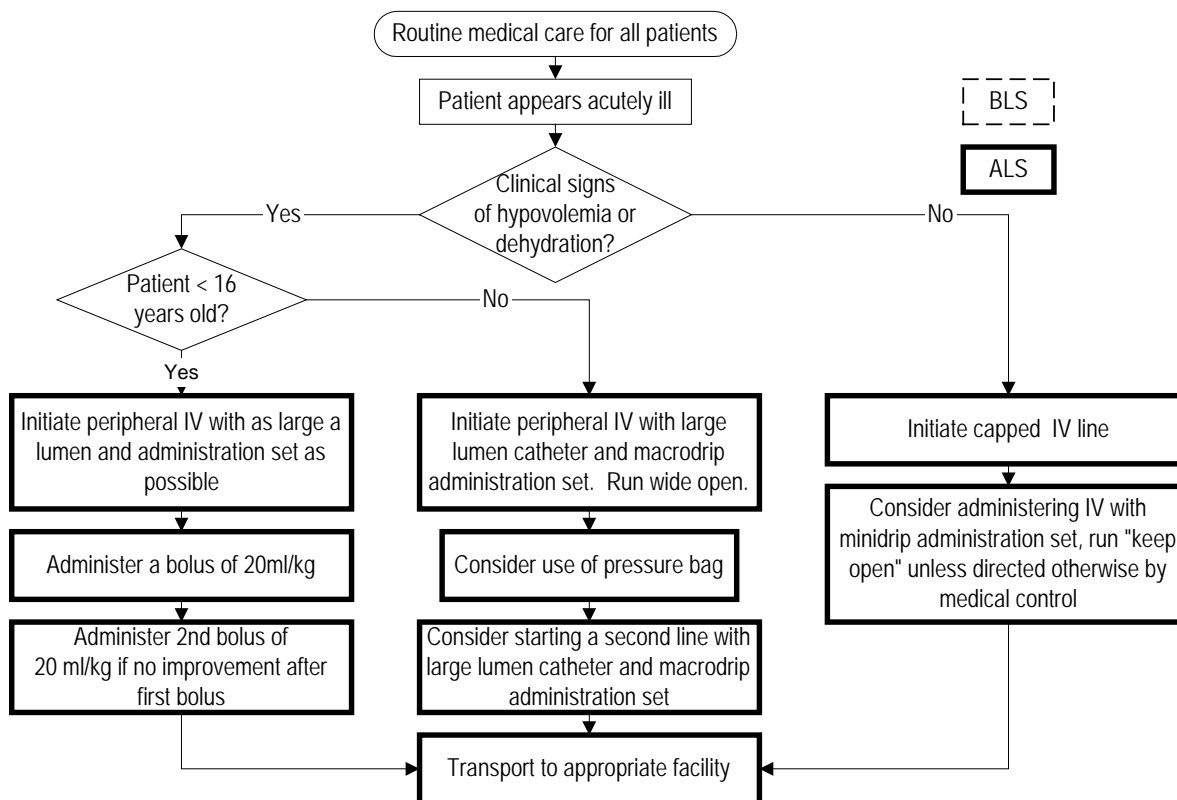 Routine medical care for all patients
Patient appears acutely ill
BLS
ALS
Clinical signs
of hypovolemia or
dehydration?
Yes
No
Patient < 16
years old?
No
Yes
Initiate peripheral IV with as large a
lumen and administration set as
possible
Initiate peripheral IV with large
lumen catheter and macrodrip
administration set.  Run wide open.
Initiate capped  IV line
Administer a bolus of 20ml/kg
Consider use of pressure bag
Consider administering IV with
minidrip administration set, run "keep
open" unless directed otherwise by
medical control
Administer 2nd bolus of
20 ml/kg if no improvement after
first bolus
Consider starting a second line with
large lumen catheter and macrodrip
administration set
Transport to appropriate facility